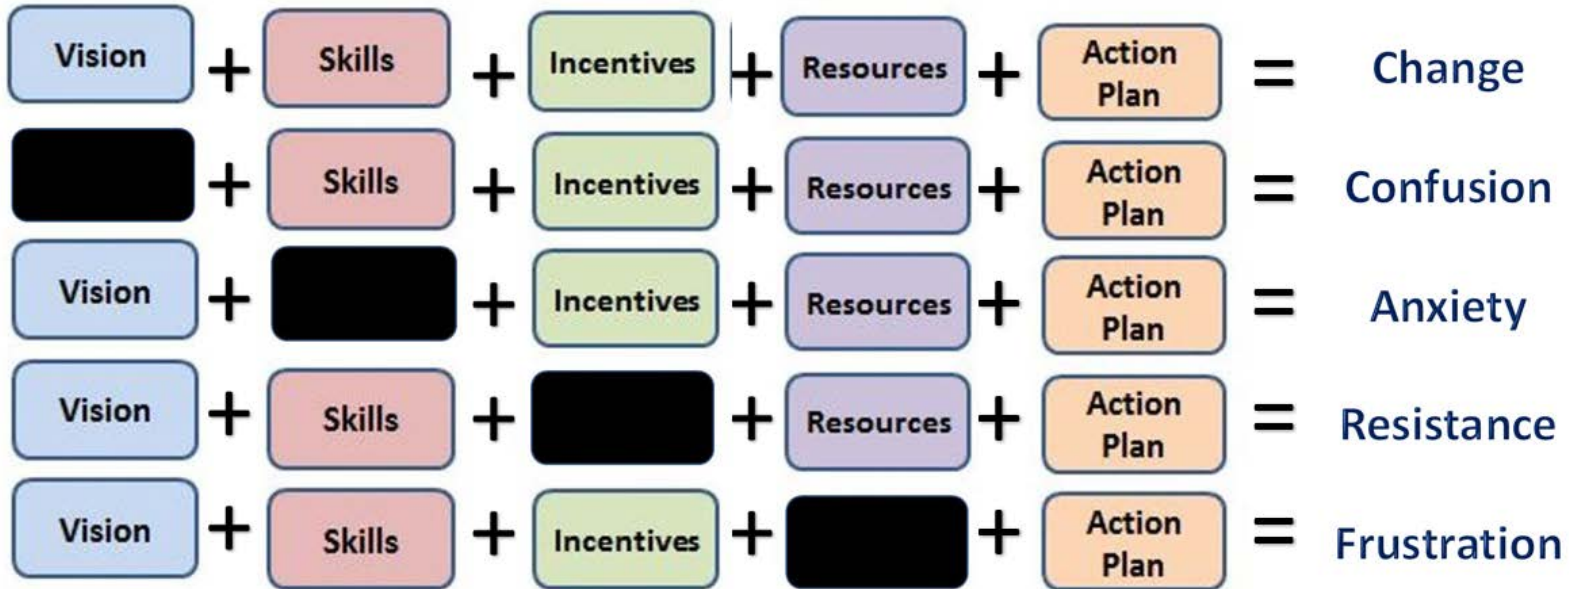 Vision + Skills + Incentives + Resources + Action Plan = Change
+ Skills + Incentives + Resources + Action Plan = Confusion
Vision + + Incentives + Resources + Action Plan = Anxiety
Vision + Skills + + Resources + Action Plan = Resistance
Vision + Skills + Incentives + + Action Plan = Frustration